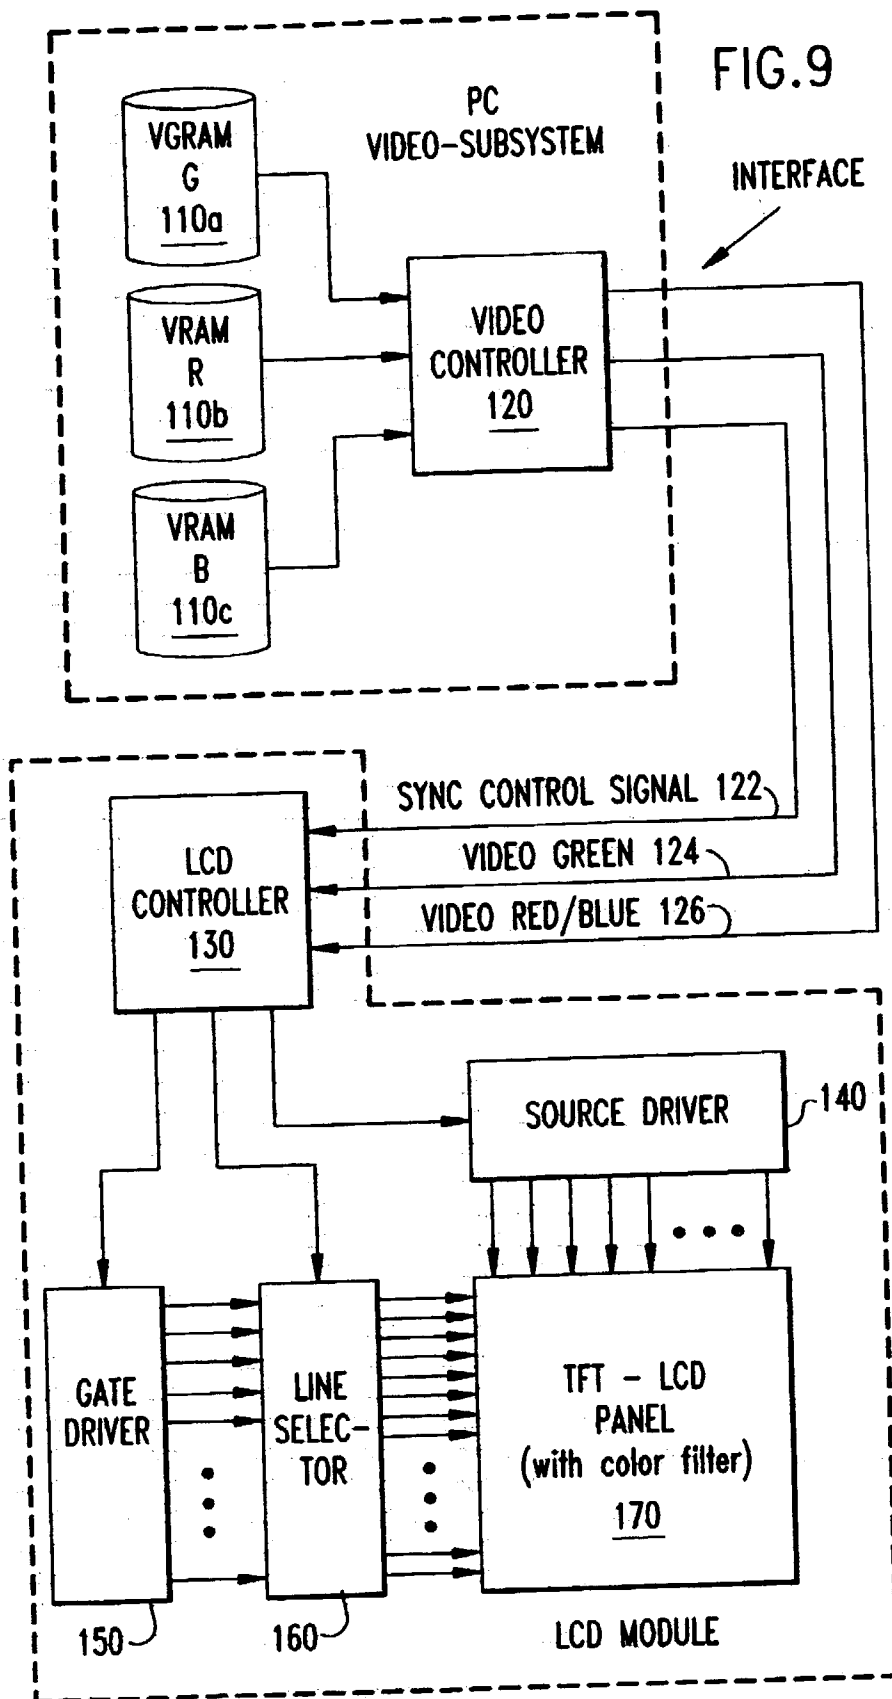 FIG.9
PC
VIDEO-SUBSYSTEM
INTERFACE
VGRAM
G
110a
VRAM
R
110b
VRAM
B
110c
VIDEO
CONTROLLER
120
SYNC CONTROL SIGNAL 122
VIDEO GREEN 124
VIDEO RED/BLUE 126
LCD
CONTROLLER
130
SOURCE DRIVER
140
GATE
DRIVER
150
LINE
SELEC-
TOR
160
TFT - LCD
PANEL
(with color filter)
170
LCD MODULE